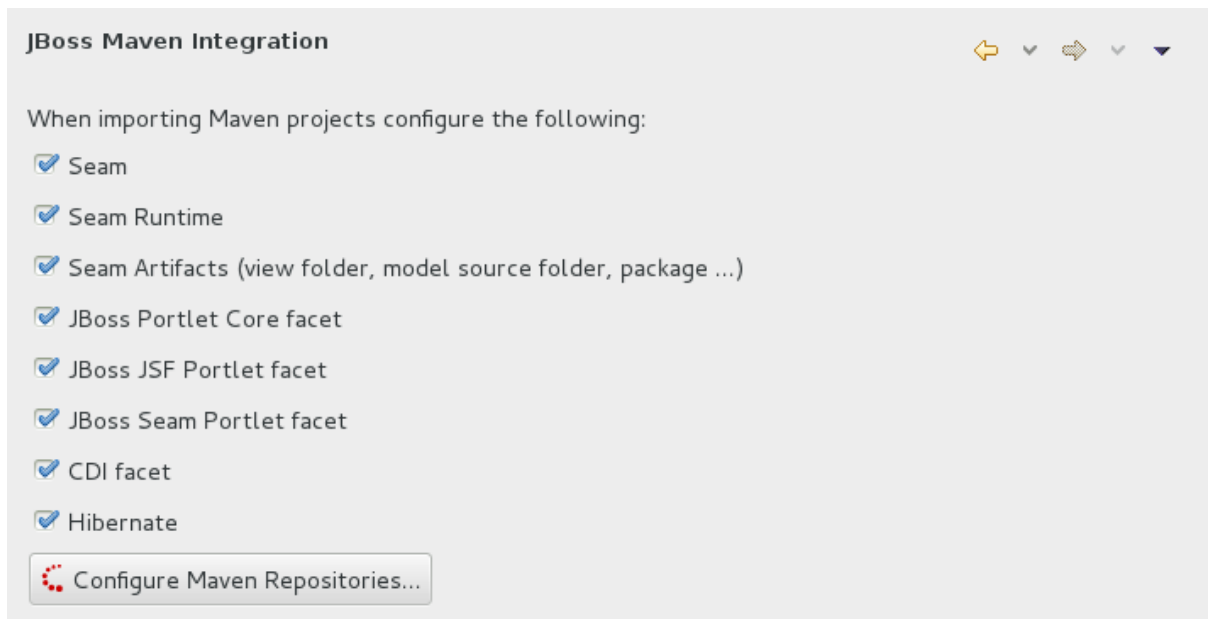 JBoss Maven Integration
When importing Maven projects configure the following:
Seam
Seam Runtime
Seam Artifacts (view folder, model source folder, package ...)
JBoss Portlet Core facet
JBoss JSF Portlet facet
JBoss Seam Portlet facet
CDI facet
Hibernate
Configure Maven Repositories...